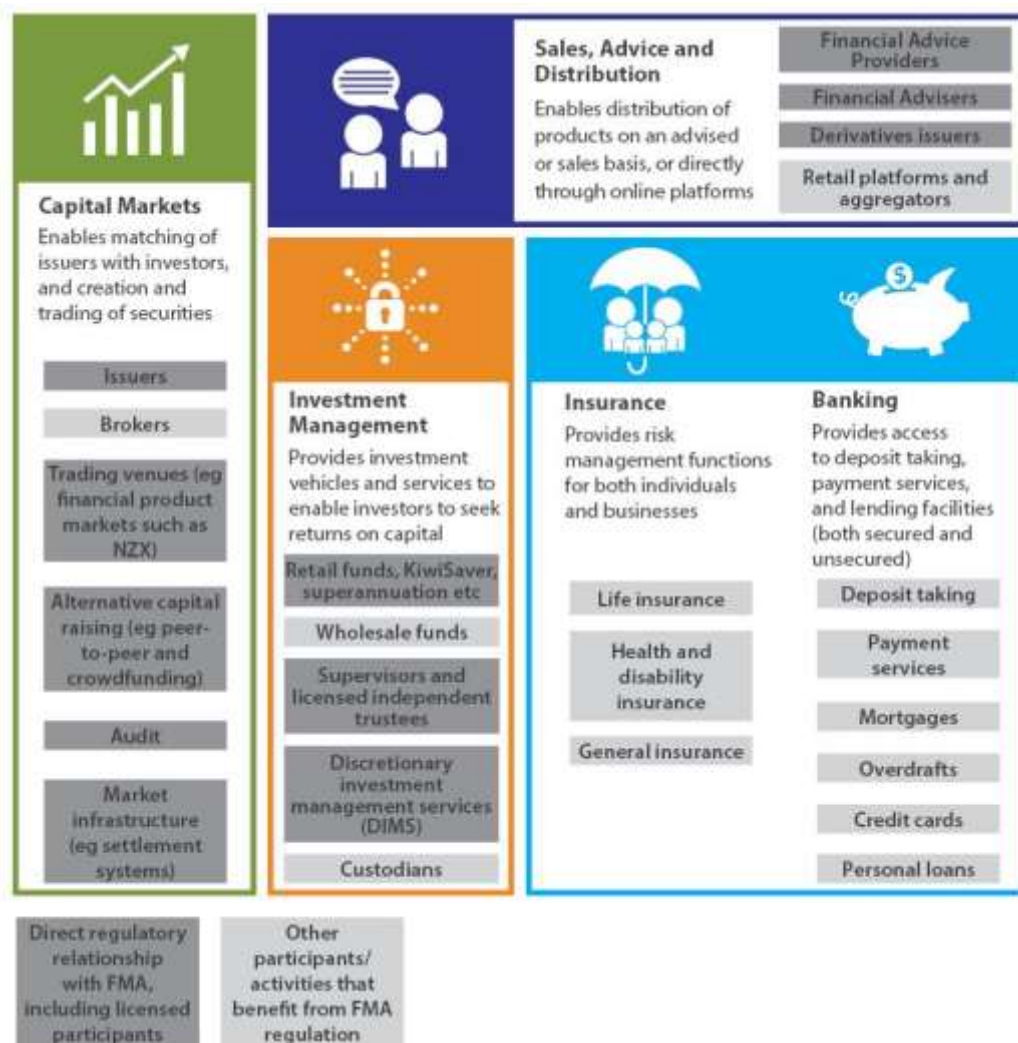 Capital Markets
Enables matching of
issuers with investors,
and creation and
trading of securities
Issuers
Brokers
Trading venues (eg
financial product
markets such as
NZX)
Alternative capital
raising (eg peer-
to-peer and
crowdfunding)
Audit
Market
infrastructure
(eg settlement
systems)
Sales, Advice and
Distribution
Enables distribution of
products on an advised
or sales basis, or directly
through online platforms
Financial Advice
Providers
Financial Advisers
Derivatives issuers
Retail platforms and
aggregators
Investment
Management
Provides investment
vehicles and services to
enable investors to seek
returns on capital
Retail funds, KiwiSaver,
superannuation etc
Wholesale funds
Supervisors and
licensed independent
trustees
Discretionary
investment
management services
(DIMS)
Custodians
Insurance
Provides risk
management functions
for both individuals
and businesses
Life insurance
Health and
disability
insurance
General insurance
$
Banking
Provides access
to deposit taking,
payment services,
and lending facilities
(both secured and
unsecured)
Deposit taking
Payment
services
Mortgages
Overdrafts
Credit cards
Personal loans
Direct regulatory
relationship
with FMA,
including licensed
participants
Other
participants/
activities that
benefit from FMA
regulation